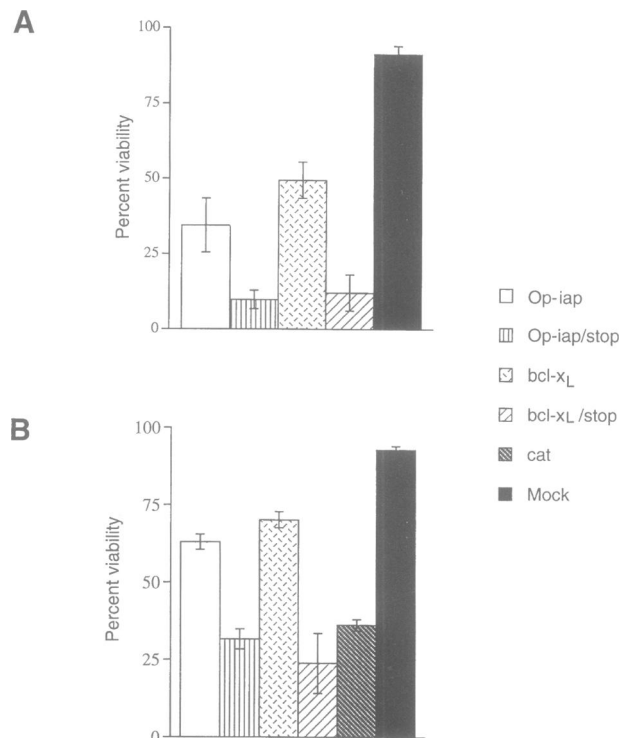 A
100
75
50
25
0
Percent viability
Op-iap
Op-iap/stop
bcl-xL
bcl-xL /stop
cat
Mock
B
100
75
50
25
0
Percent viability